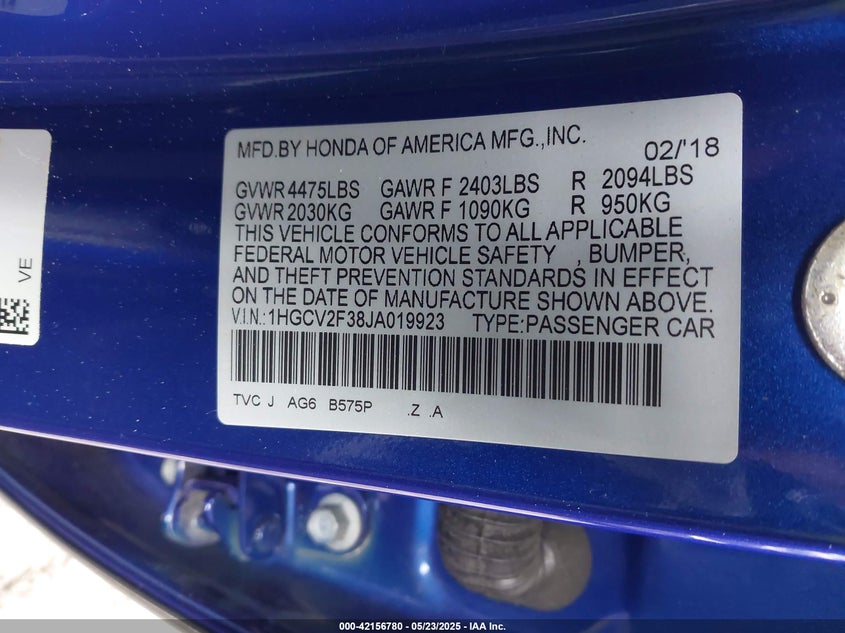 MFD.BY HONDA OF AMERICA MFG.,INC.
02/'18
GVWR 4475LBS GAWR F 2403LBS R 2094LBS
GVWR 2030KG GAWR F 1090KG R 950KG
THIS VEHICLE CONFORMS TO ALL APPLICABLE
FEDERAL MOTOR VEHICLE SAFETY , BUMPER,
AND THEFT PREVENTION STANDARDS IN EFFECT
ON THE DATE OF MANUFACTURE SHOWN ABOVE.
V.I.N.:1HGCV2F38JA019923 TYPE:PASSENGER CAR
TVC J AG6 B575P .Z .A
VE
000-42156780 - 05/23/2025 - IAA Inc.